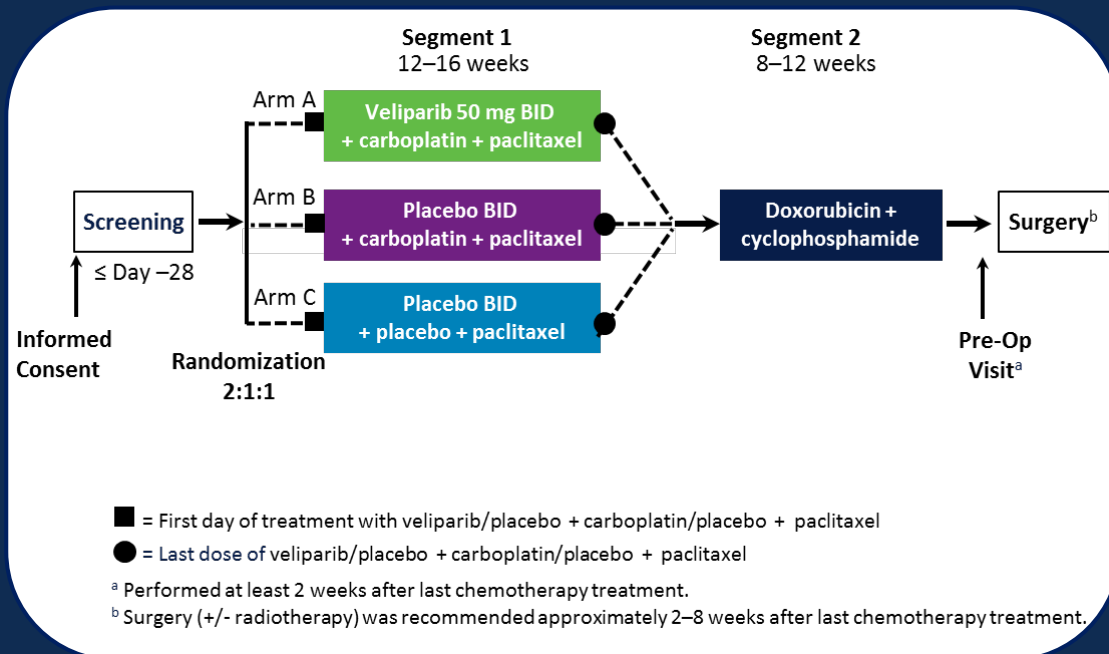 Segment 1
12–16 weeks
Segment 2
8–12 weeks
Arm A
Veliparib 50 mg BID
+ carboplatin + paclitaxel
Arm B
Placebo BID
+ carboplatin + paclitaxel
Arm C
Placebo BID
+ placebo + paclitaxel
Screening
≤ Day –28
Informed
Consent
Randomization
2:1:1
Doxorubicin +
cyclophosphamide
Surgeryᵇ
Pre-Op
Visitᵃ
= First day of treatment with veliparib/placebo + carboplatin/placebo + paclitaxel
= Last dose of veliparib/placebo + carboplatin/placebo + paclitaxel
ᵃ Performed at least 2 weeks after last chemotherapy treatment.
ᵇ Surgery (+/- radiotherapy) was recommended approximately 2–8 weeks after last chemotherapy treatment.